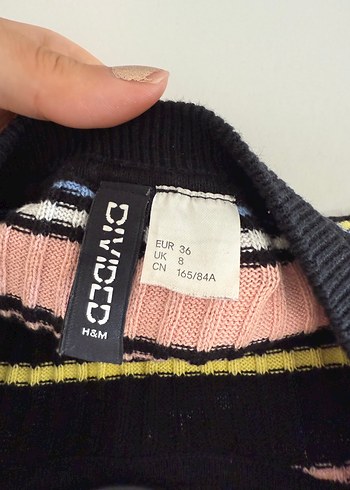 DIVIDED
H&M
EUR 36
UK 8
CN 165/84A